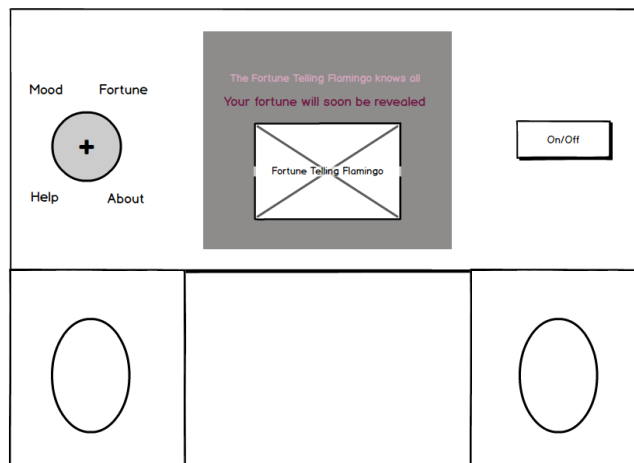 The Fortune Telling Flamingo knows all
Mood
Fortune
Your fortune will soon be revealed
On/Off
+
Fortune Telling Flamingo
Help
About